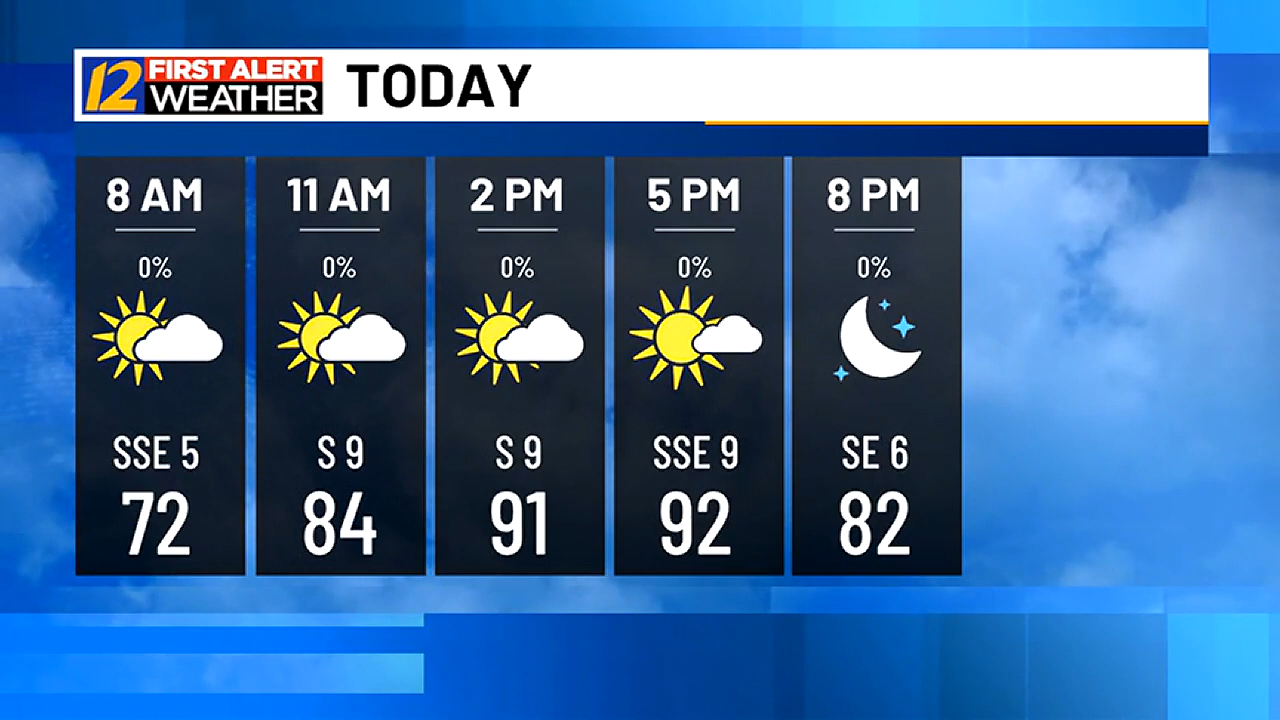 12 FIRST ALERT WEATHER TODAY
8 AM
0%
SSE 5
72
11 AM
0%
S 9
84
2 PM
0%
S 9
91
5 PM
0%
SSE 9
92
8 PM
0%
SE 6
82